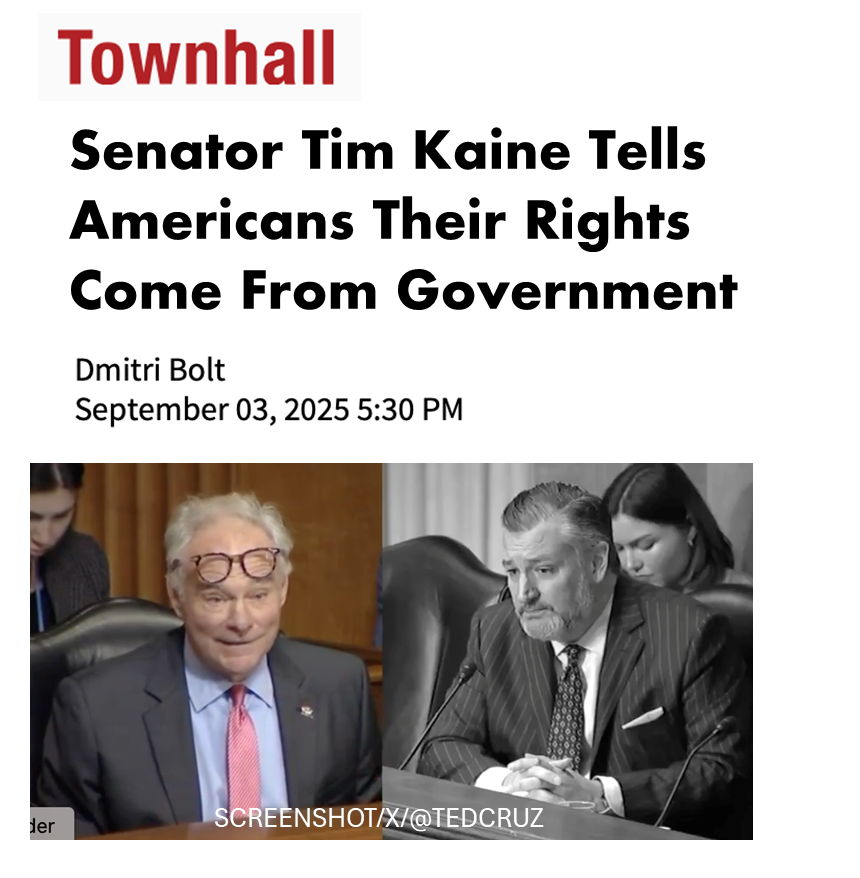 Townhall
Senator Tim Kaine Tells
Americans Their Rights
Come From Government
Dmitri Bolt
September 03, 2025 5:30 PM
der
SCREENSHOT/X/@TEDCRUZ